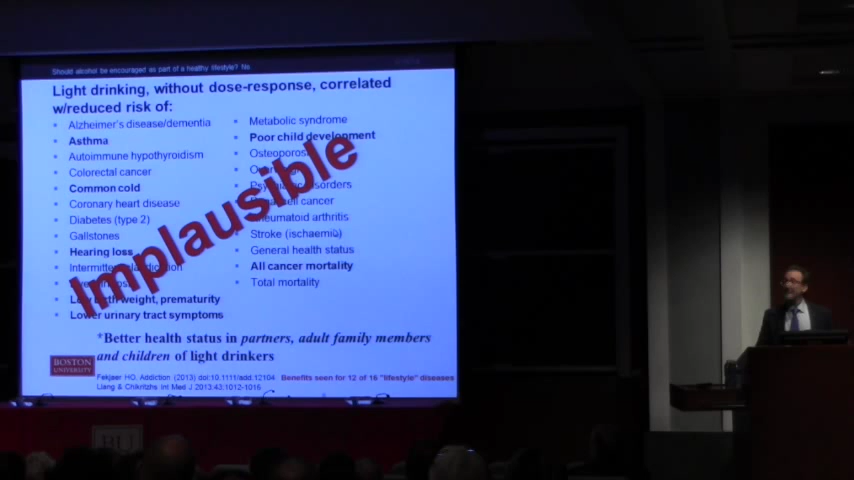 Should alcohol be encouraged as part of a healthy lifestyle? No.
Light drinking, without dose-response, correlated
w/reduced risk of:
Alzheimer's disease/dementia
Asthma
Autoimmune hypothyroidism
Colorectal cancer
Common cold
Coronary heart disease
Diabetes (type 2)
Gallstones
Hearing loss
Low birth weight, prematurity
Lower urinary tract symptoms
Metabolic syndrome
Poor child development
Osteoporosis
cancer
Rheumatoid arthritis
Stroke (ischaemic)
General health status
All cancer mortality
Total mortality
Implausible
*Better health status in partners, adult family members
and children of light drinkers
BOSTON
UNIVERSITY
Fekjaer HO, Addiction (2013) doi:10.1111/add.12104 Benefits seen for 12 of 16 "lifestyle" diseases
Liang & Chikritzhs Int Med J 2013:42:1012-1016
BU